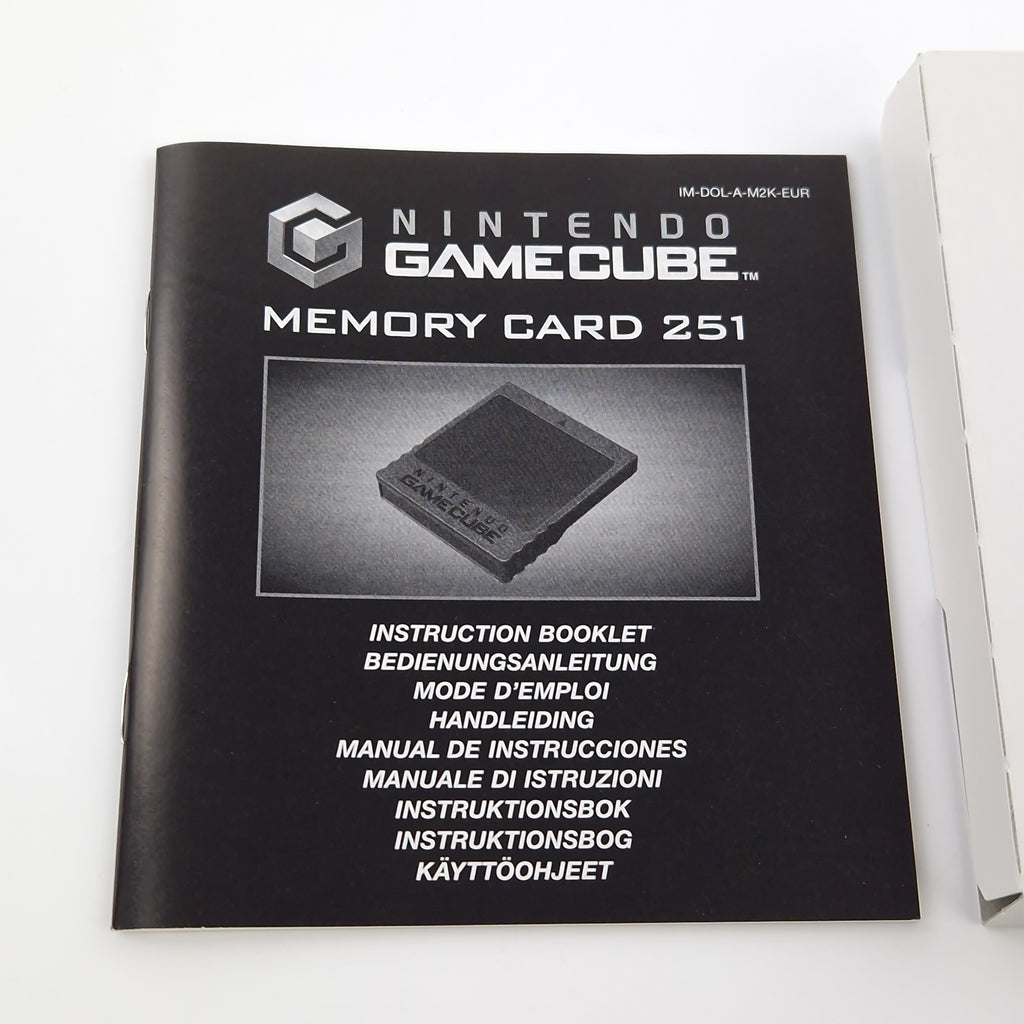 IM-DOL-A-M2K-EUR
NINTENDO
GAMECUBE™
MEMORY CARD 251
NINTENDO
GAMECUBE
INSTRUCTION BOOKLET
BEDIENUNGSANLEITUNG
MODE D'EMPLOI
HANDLEIDING
MANUAL DE INSTRUCCIONES
MANUALE DI ISTRUZIONI
INSTRUKTIONSBOK
INSTRUKTIONSBOG
KÄYTTÖOHJEET